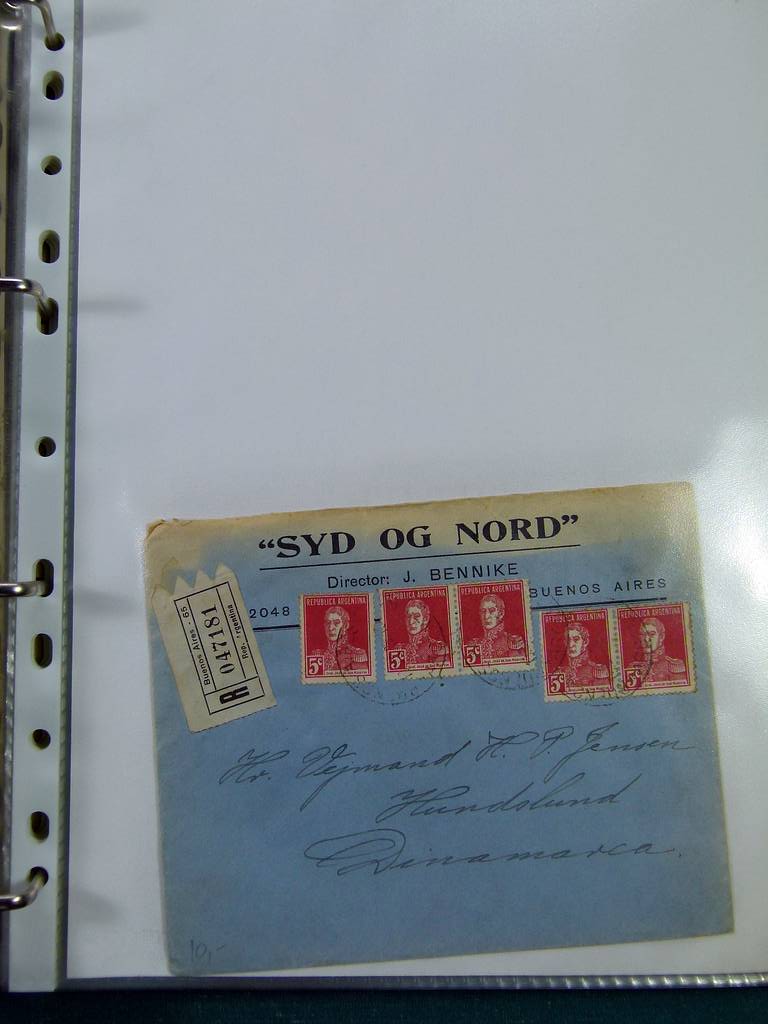 “SYD OG NORD”
Director: J. BENNIKE
2048
BUENOS AIRES
Buenos Aires - 65
R 047181
Rep. Argentina
REPUBLICA ARGENTINA
5c
REPUBLICA ARGENTINA
5c
REPUBLICA ARGENTINA
5c
REPUBLICA ARGENTINA
5c
REPUBLICA ARGENTINA
5c
Hr. Vejmand H. P. Jensen
Hundslund
Dinamarca.
10,-